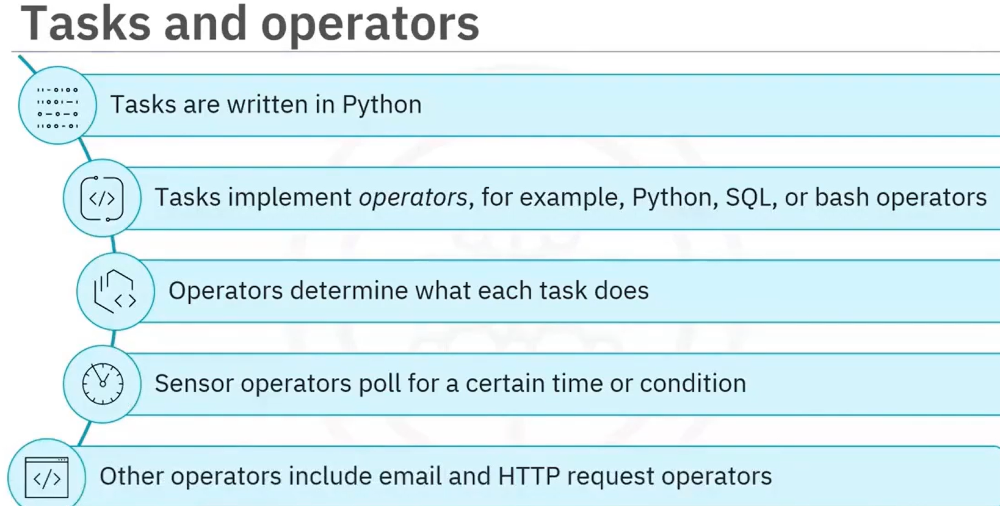 Tasks and operators
Tasks are written in Python
Tasks implement operators, for example, Python, SQL, or bash operators
Operators determine what each task does
Sensor operators poll for a certain time or condition
Other operators include email and HTTP request operators